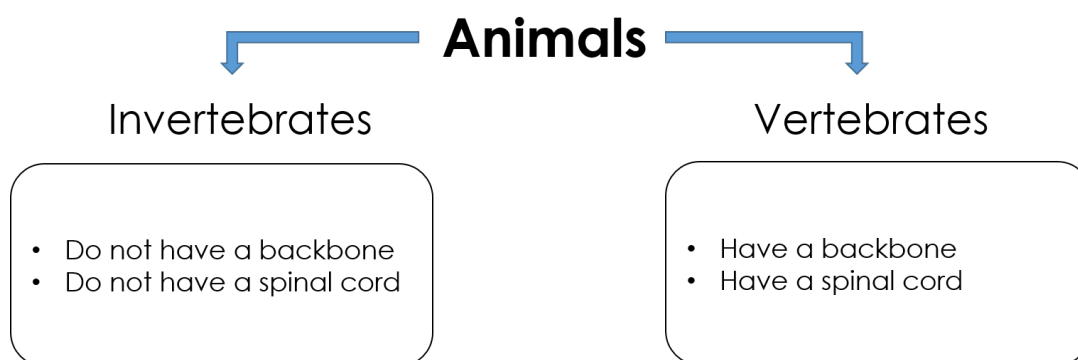 Animals
Invertebrates
Vertebrates
• Do not have a backbone
• Do not have a spinal cord
• Have a backbone
• Have a spinal cord